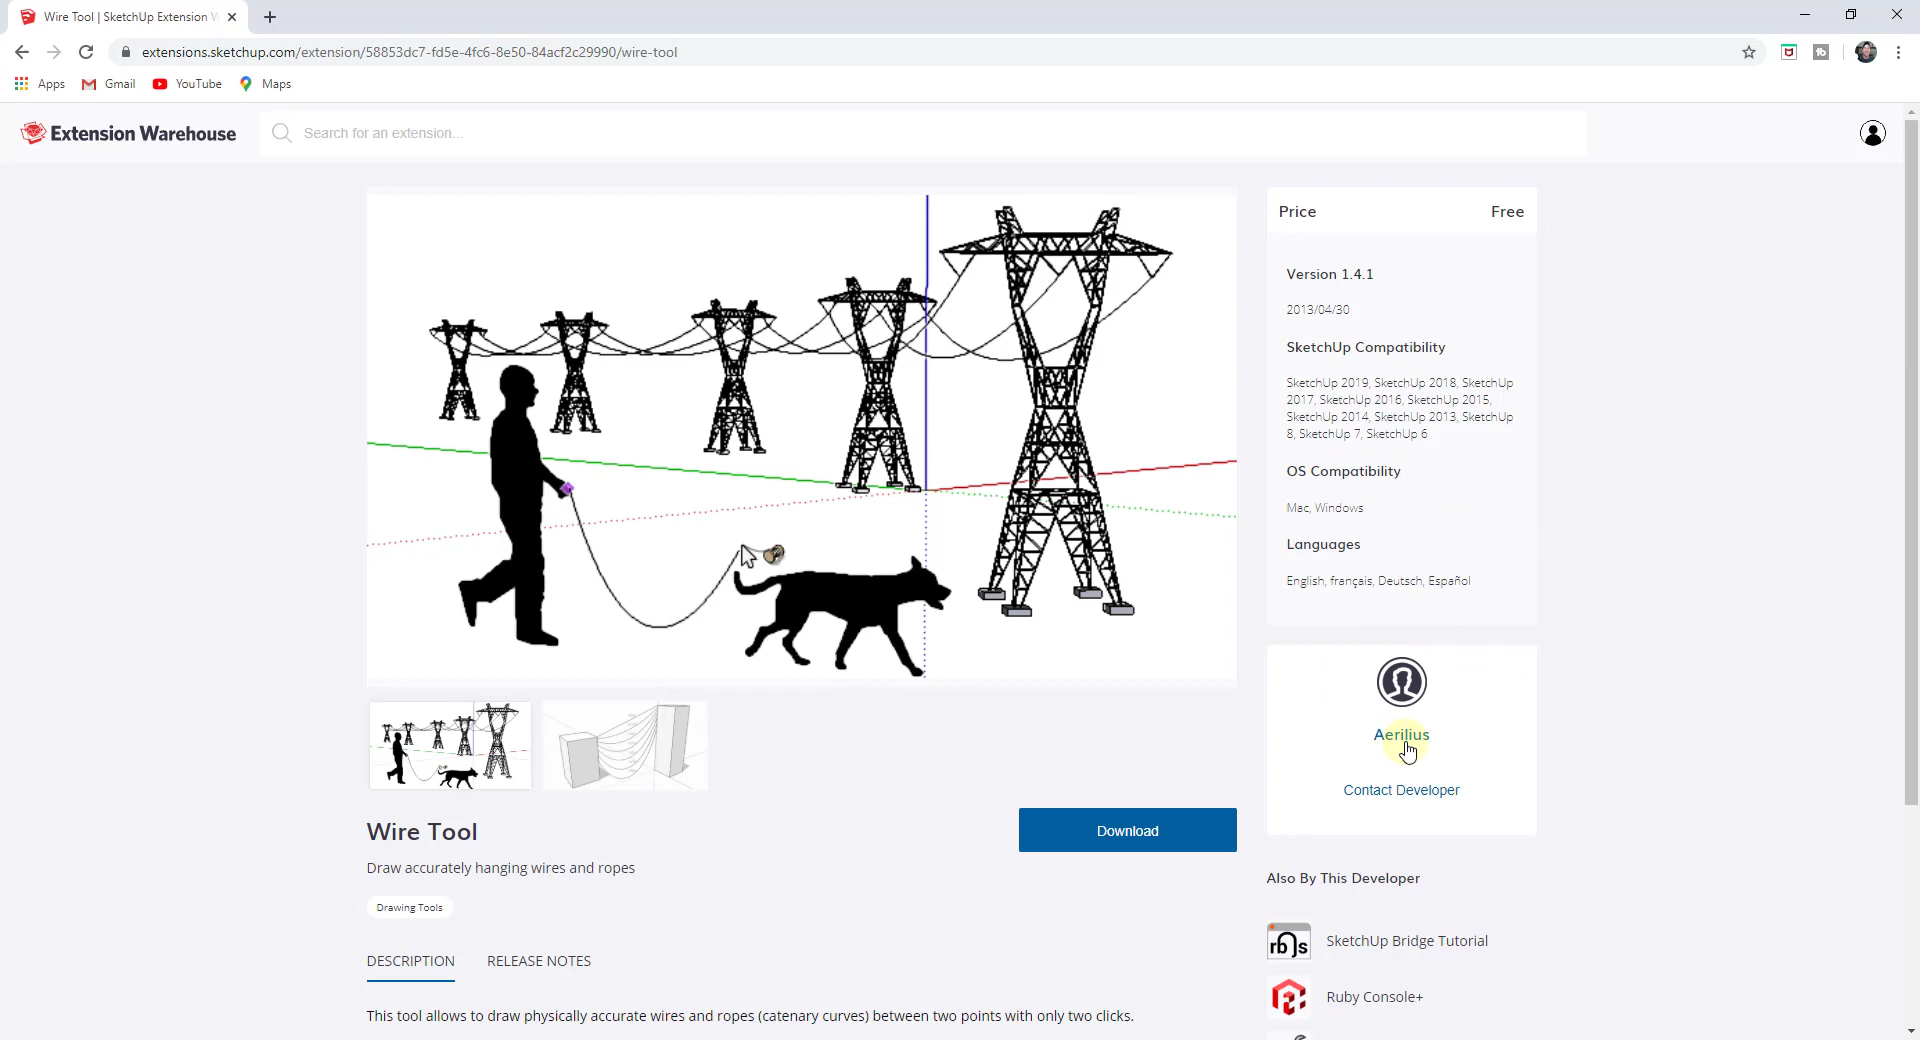 Wire Tool | SketchUp Extension W
extensions.sketchup.com/extension/58853dc7-fd5e-4fc6-8e50-84acf2c29990/wire-tool
Apps
Gmail
YouTube
Maps
Extension Warehouse
Search for an extension...
Price
Free
Version 1.4.1
2013/04/30
SketchUp Compatibility
SketchUp 2019, SketchUp 2018, SketchUp
2017, SketchUp 2016, SketchUp 2015,
SketchUp 2014, SketchUp 2013, SketchUp
8, SketchUp 7, SketchUp 6
OS Compatibility
Mac, Windows
Languages
English, français, Deutsch, Español
Aerilius
Contact Developer
Wire Tool
Download
Draw accurately hanging wires and ropes
Drawing Tools
DESCRIPTION
RELEASE NOTES
This tool allows to draw physically accurate wires and ropes (catenary curves) between two points with only two clicks.
Also By This Developer
rb js
SketchUp Bridge Tutorial
Ruby Console+